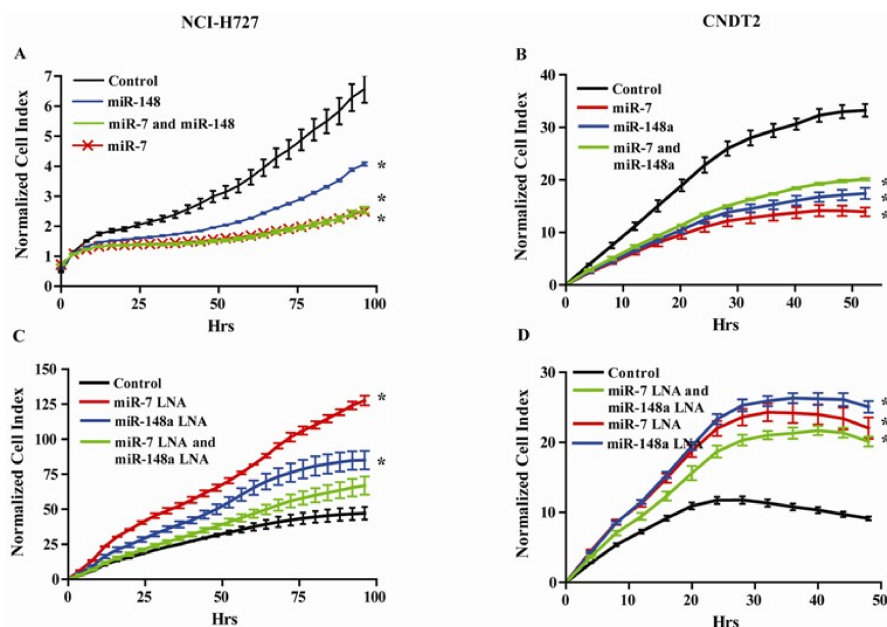 NCI-H727
CNDT2
A
Normalized Cell Index
7
6
5
4
3
2
1
0
Control
miR-148
miR-7 and miR-148
miR-7
*
*
*
0 25 50 75 100
Hrs
B
Normalized Cell Index
40
30
20
10
0
Control
miR-7
miR-148a
miR-7 and
miR-148a
*
*
*
0 10 20 30 40 50
Hrs
C
Normalized Cell Index
150
125
100
75
50
25
0
Control
miR-7 LNA
miR-148a LNA
miR-7 LNA and
miR-148a LNA
*
*
0 25 50 75 100
Hrs
D
Normalized Cell Index
30
20
10
0
Control
miR-7 LNA and
miR-148a LNA
miR-7 LNA
miR-148a LNA
*
*
*
0 10 20 30 40 50
Hrs